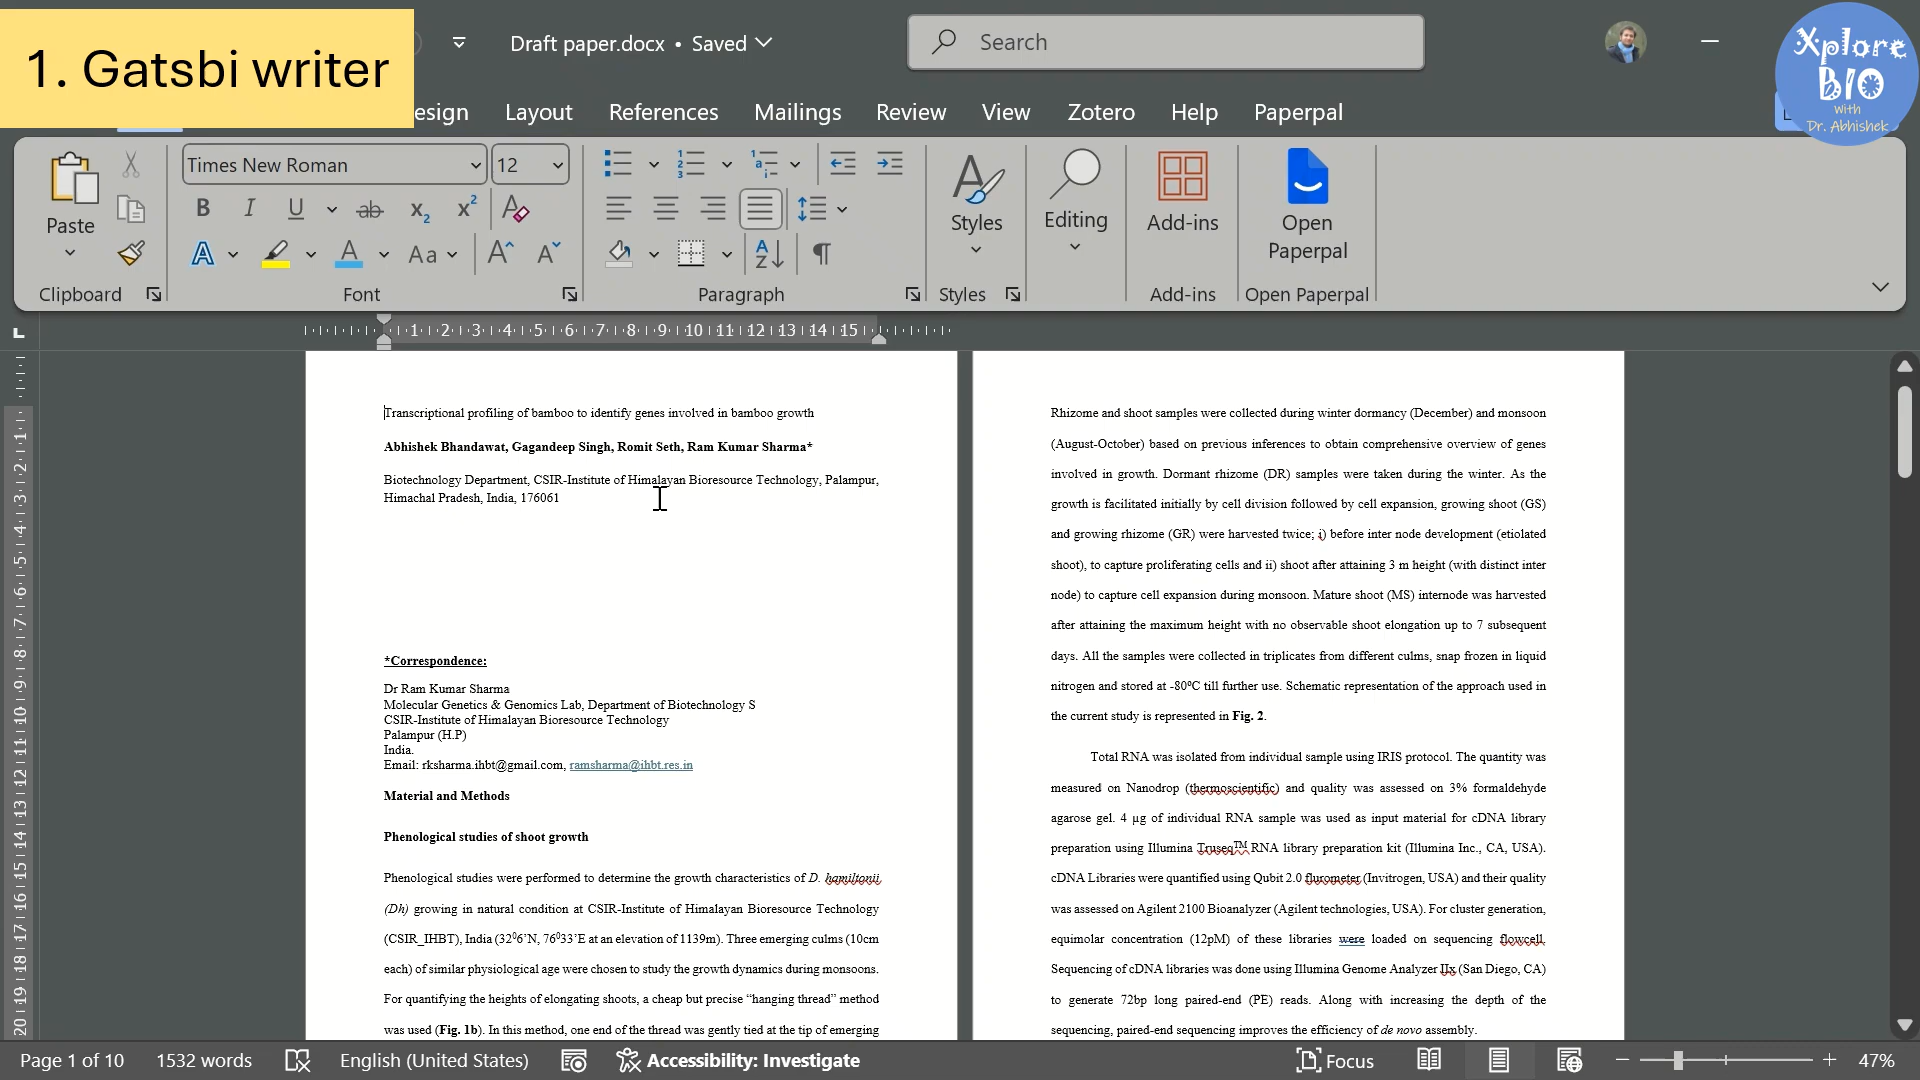 1. Gatsbi writer
Draft paper.docx • Saved
Search
Xplore
BIO
With
Dr. Abhishek
esign
Layout
References
Mailings
Review
View
Zotero
Help
Paperpal
Paste
Times New Roman
12
Styles
Editing
Add-ins
Open
Paperpal
Clipboard
Font
Paragraph
Styles
Add-ins
Open Paperpal
1 2 3 4 5 6 7 8 9 10 11 12 13 14 15
Transcriptional profiling of bamboo to identify genes involved in bamboo growth
Abhishek Bhandawat, Gagandeep Singh, Romit Seth, Ram Kumar Sharma*
Biotechnology Department, CSIR-Institute of Himalayan Bioresource Technology, Palampur,
Himachal Pradesh, India, 176061
*Correspondence:
Dr Ram Kumar Sharma
Molecular Genetics & Genomics Lab, Department of Biotechnology S
CSIR-Institute of Himalayan Bioresource Technology
Palampur (H.P)
India.
Email: rksharma.ihbt@gmail.com, ramsharma@ihbt.res.in
Material and Methods
Phenological studies of shoot growth
Phenological studies were performed to determine the growth characteristics of D. hamiltonii
(Dh) growing in natural condition at CSIR-Institute of Himalayan Bioresource Technology
(CSIR_IHBT), India (32⁰6’N, 76⁰33’E at an elevation of 1139m). Three emerging culms (10cm
each) of similar physiological age were chosen to study the growth dynamics during monsoons.
For quantifying the heights of elongating shoots, a cheap but precise “hanging thread” method
was used (Fig. 1b). In this method, one end of the thread was gently tied at the tip of emerging
Rhizome and shoot samples were collected during winter dormancy (December) and monsoon
(August-October) based on previous inferences to obtain comprehensive overview of genes
involved in growth. Dormant rhizome (DR) samples were taken during the winter. As the
growth is facilitated initially by cell division followed by cell expansion, growing shoot (GS)
and growing rhizome (GR) were harvested twice; i) before inter node development (etiolated
shoot), to capture proliferating cells and ii) shoot after attaining 3 m height (with distinct inter
node) to capture cell expansion during monsoon. Mature shoot (MS) internode was harvested
after attaining the maximum height with no observable shoot elongation up to 7 subsequent
days. All the samples were collected in triplicates from different culms, snap frozen in liquid
nitrogen and stored at -80⁰C till further use. Schematic representation of the approach used in
the current study is represented in Fig. 2.
Total RNA was isolated from individual sample using IRIS protocol. The quantity was
measured on Nanodrop (thermoscientific) and quality was assessed on 3% formaldehyde
agarose gel. 4 µg of individual RNA sample was used as input material for cDNA library
preparation using Illumina Truseq™ RNA library preparation kit (Illumina Inc., CA, USA).
cDNA Libraries were quantified using Qubit 2.0 flurometer (Invitrogen, USA) and their quality
was assessed on Agilent 2100 Bioanalyzer (Agilent technologies, USA). For cluster generation,
equimolar concentration (12pM) of these libraries were loaded on sequencing flowcell.
Sequencing of cDNA libraries was done using Illumina Genome Analyzer IIx (San Diego, CA)
to generate 72bp long paired-end (PE) reads. Along with increasing the depth of the
sequencing, paired-end sequencing improves the efficiency of de novo assembly.
Page 1 of 10
1532 words
English (United States)
Accessibility: Investigate
Focus
47%